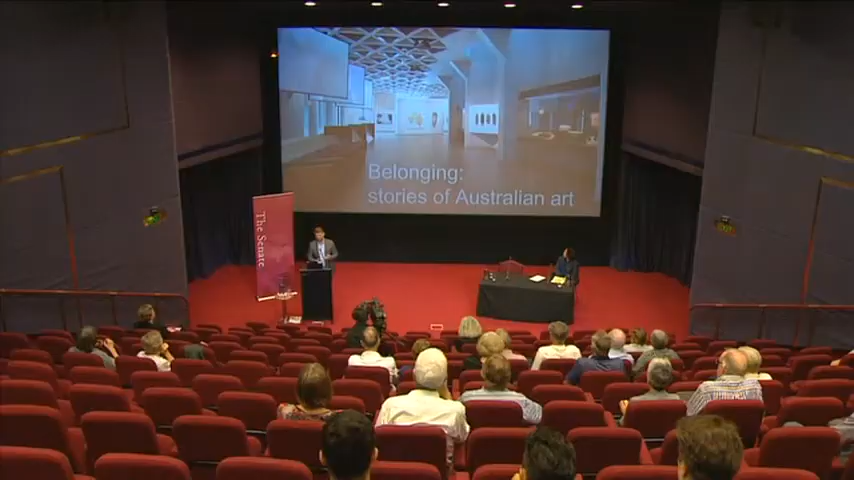 Belonging:
stories of Australian art
The Senate